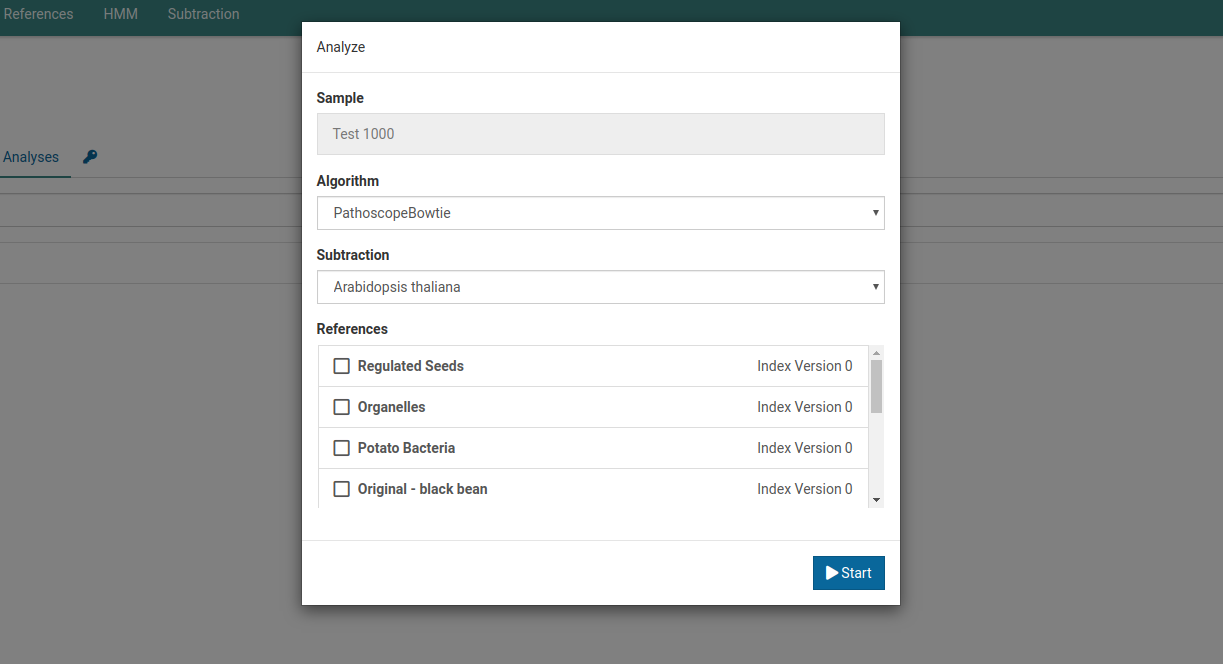 References HMM Subtraction
Analyze
Sample
Test 1000
Analyses
Algorithm
PathoscopeBowtie
Subtraction
Arabidopsis thaliana
References
Regulated Seeds Index Version 0
Organelles Index Version 0
Potato Bacteria Index Version 0
Original - black bean Index Version 0
Start